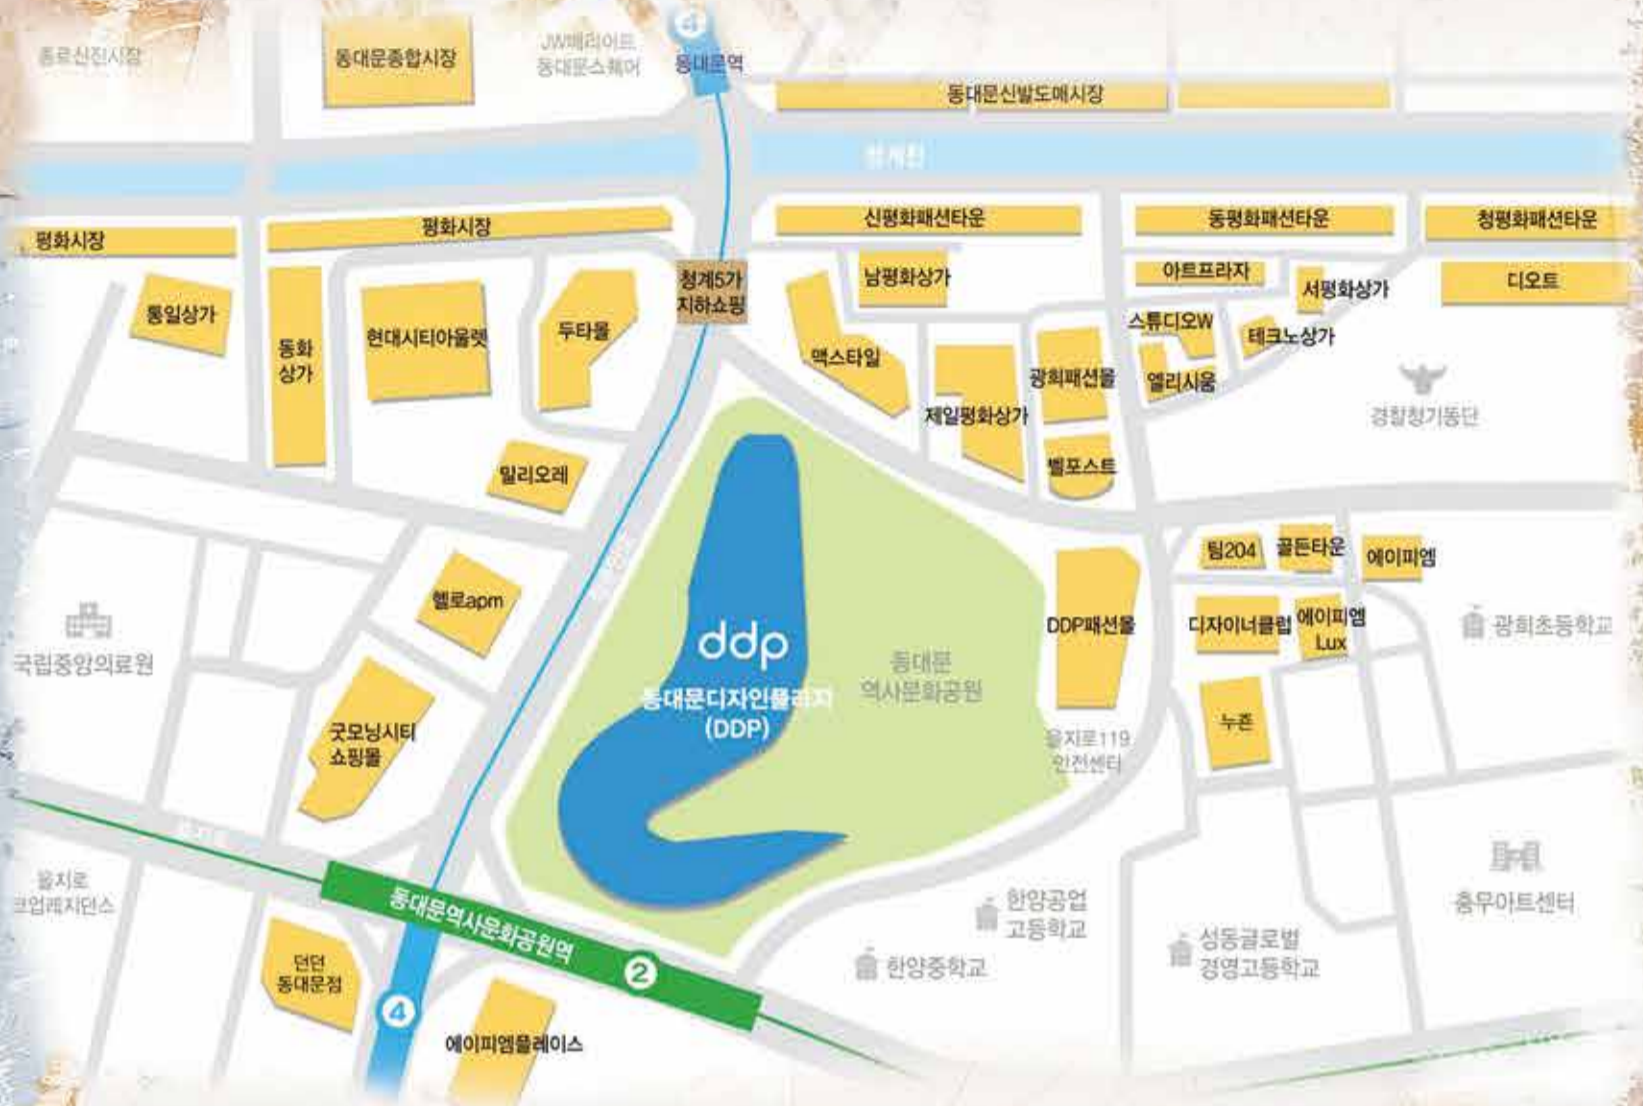 종로신진시장
동대문종합시장
JW메리어트
동대문스퀘어
4
동대문역
동대문신발도매시장
청계천
평화시장
평화시장
신평화패션타운
동평화패션타운
청평화패션타운
통일상가
동화
상가
현대시티아울렛
두타몰
청계5가
지하쇼핑
남평화상가
아트프라자
서평화상가
디오트
맥스타일
스튜디오W
테크노상가
제일평화상가
광희패션몰
엘리시움
경찰청기동단
밀리오레
벨포스트
헬로apm
팀204
골든타운
에이피엠
국립중앙의료원
ddp
동대문디자인플라자
(DDP)
동대문
역사문화공원
DDP패션몰
디자이너클럽
에이피엠
Lux
광희초등학교
굿모닝시티
쇼핑몰
을지로119
안전센터
누죤
을지로
코업레지던스
동대문역사문화공원역
2
한양공업
고등학교
한양중학교
성동글로벌
경영고등학교
충무아트센터
던던
동대문점
4
에이피엠플레이스